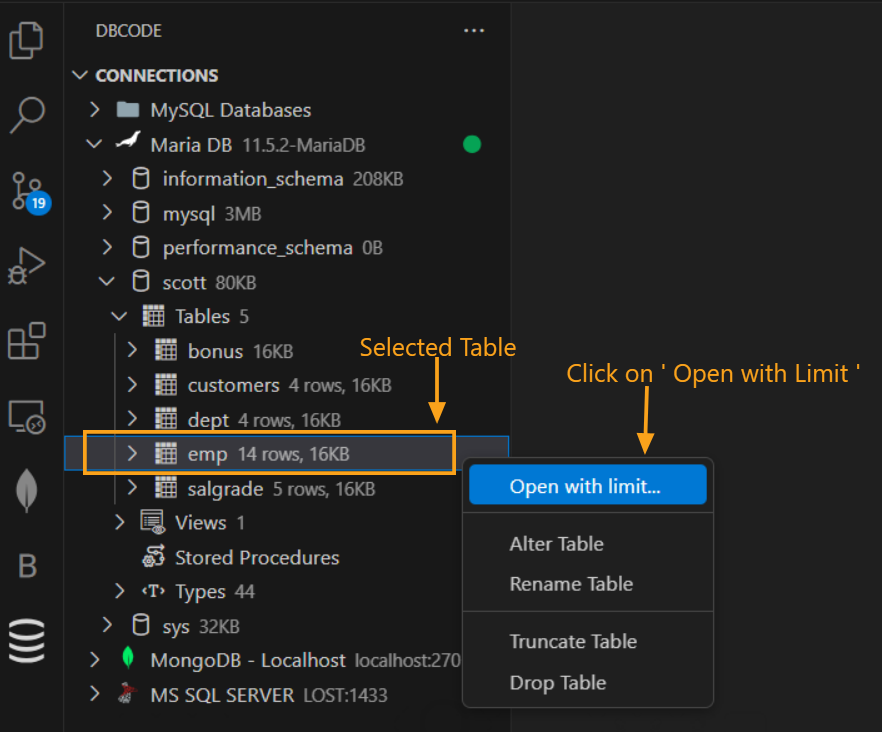 DBCODE
CONNECTIONS
MySQL Databases
Maria DB 11.5.2-MariaDB
information_schema 208KB
19
mysql 3MB
performance_schema 0B
scott 80KB
Tables 5
Selected Table
bonus 16KB
Click on ' Open with Limit '
customers 4 rows, 16KB
dept 4 rows, 16KB
emp 14 rows, 16KB
Open with limit...
salgrade 5 rows, 16KB
Views 1
Alter Table
Stored Procedures
B
Rename Table
<T> Types 44
sys 32KB
Truncate Table
MongoDB - Localhost localhost:270
Drop Table
MS SQL SERVER LOST:1433